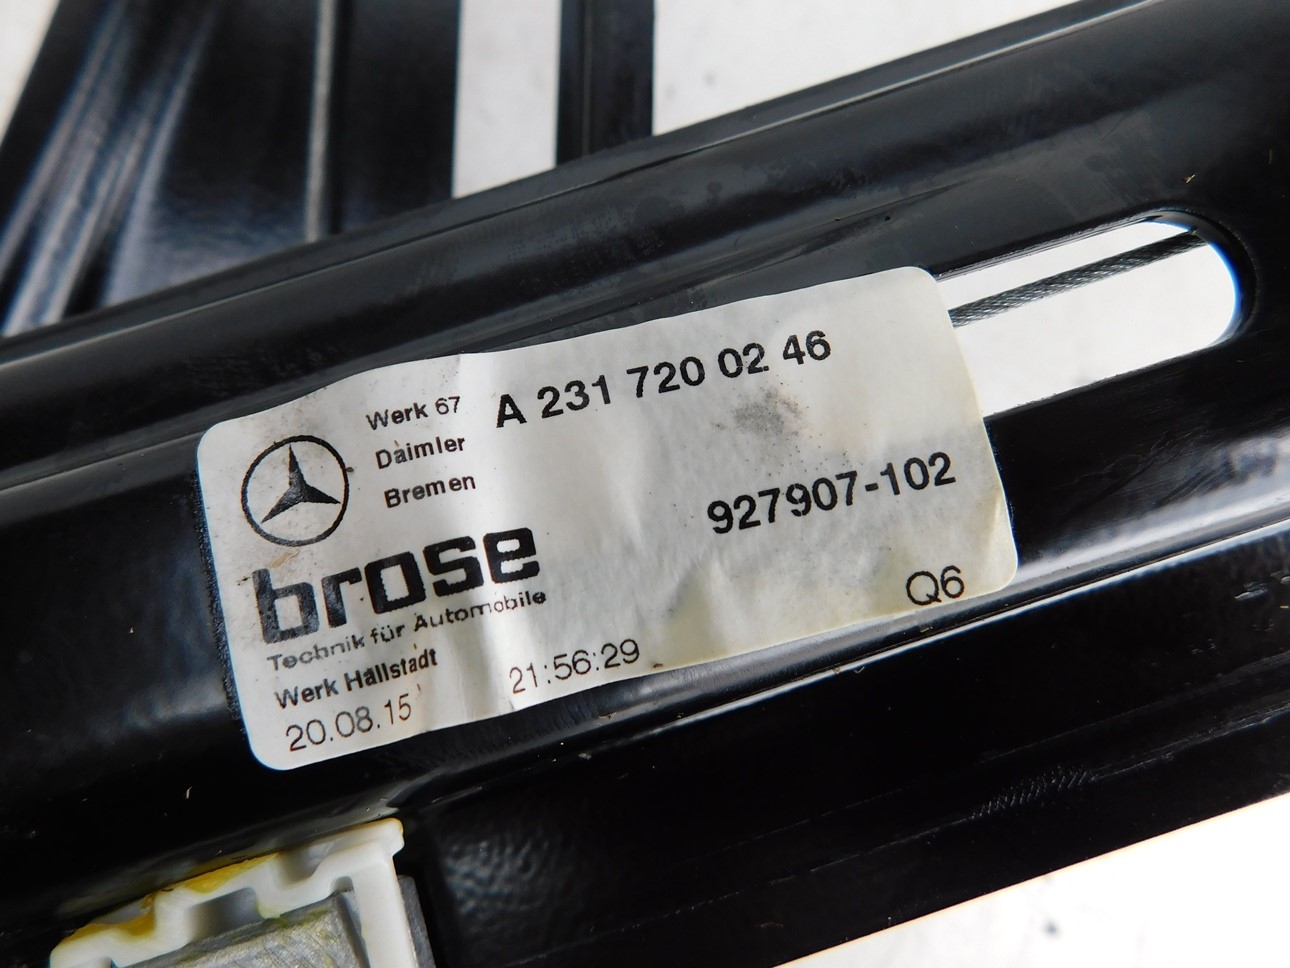 Werk 67
Daimler
Bremen
A 231 720 02 46
927907-102
brose
Technik für Automobile
Werk Hallstadt
20.08.15
21:56:29
Q6